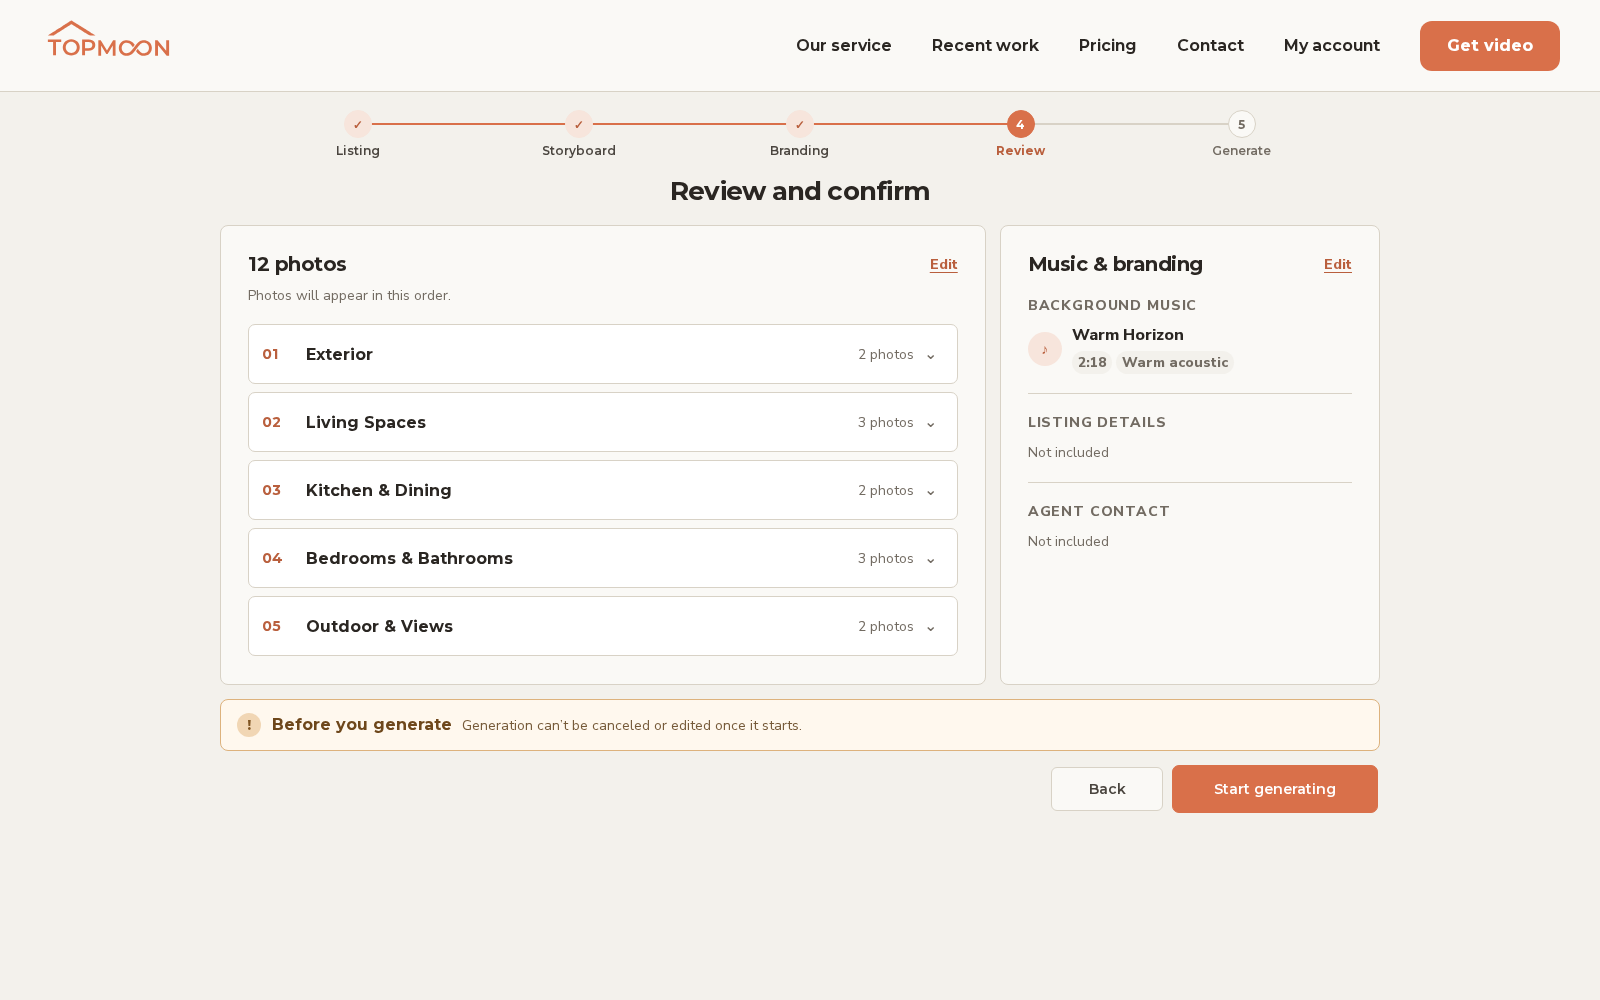 TOPMOON
Our service
Recent work
Pricing
Contact
My account
Get video
✓
✓
✓
4
5
Listing
Storyboard
Branding
Review
Generate
Review and confirm
12 photos
Edit
Photos will appear in this order.
01 Exterior 2 photos
02 Living Spaces 3 photos
03 Kitchen & Dining 2 photos
04 Bedrooms & Bathrooms 3 photos
05 Outdoor & Views 2 photos
Music & branding
Edit
BACKGROUND MUSIC
♪
Warm Horizon
2:18 Warm acoustic
LISTING DETAILS
Not included
AGENT CONTACT
Not included
! Before you generate Generation can’t be canceled or edited once it starts.
Back
Start generating